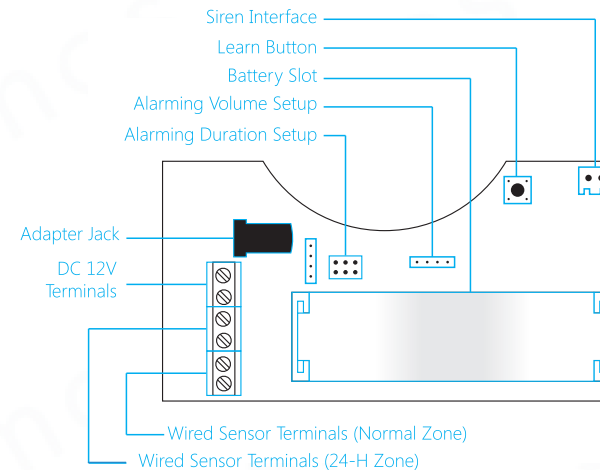 Siren Interface
Learn Button
Battery Slot
Alarming Volume Setup
Alarming Duration Setup
Adapter Jack
DC 12V
Terminals
Wired Sensor Terminals (Normal Zone)
Wired Sensor Terminals (24-H Zone)